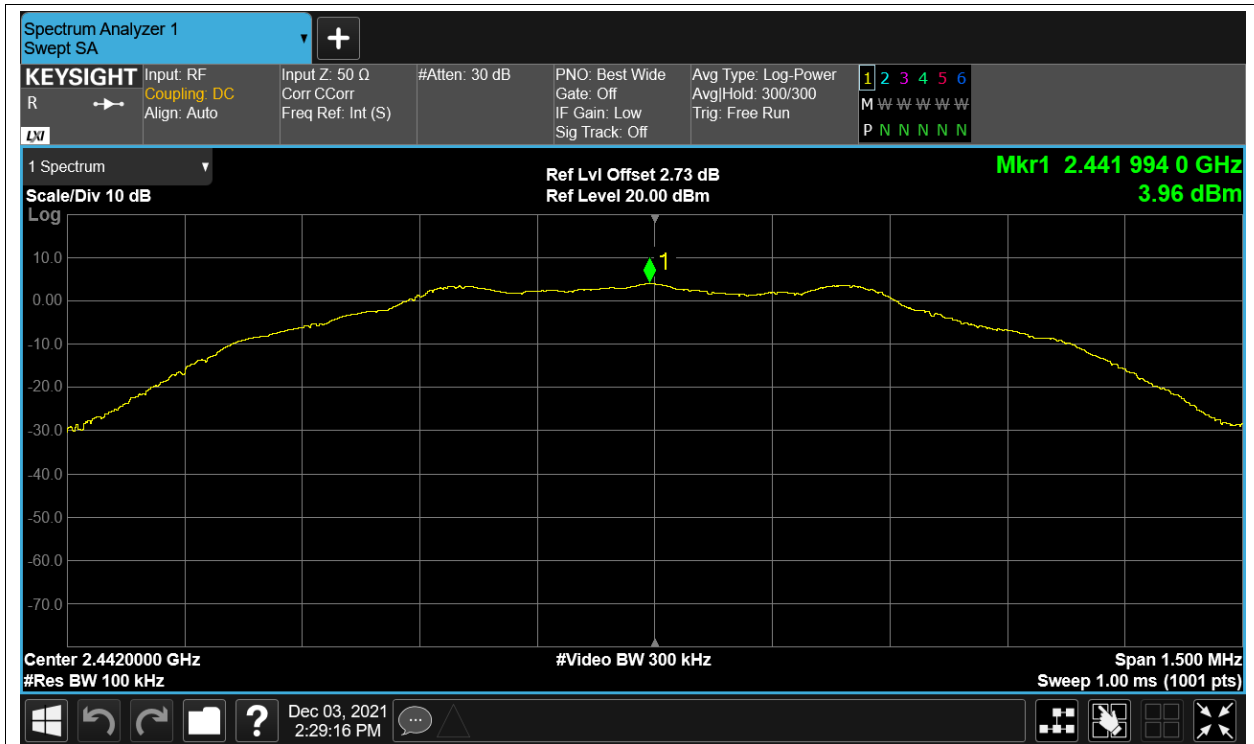 Spectrum Analyzer 1
Swept SA
+
KEYSIGHT
R
LXI
Input: RF
Coupling: DC
Align: Auto
Input Z: 50 Ω
Corr CCorr
Freq Ref: Int (S)
#Atten: 30 dB
PNO: Best Wide
Gate: Off
IF Gain: Low
Sig Track: Off
Avg Type: Log-Power
Avg|Hold: 300/300
Trig: Free Run
1 2 3 4 5 6
M W W W W W
P N N N N N
1 Spectrum
Scale/Div 10 dB
Log
Ref Lvl Offset 2.73 dB
Ref Level 20.00 dBm
Mkr1 2.441 994 0 GHz
3.96 dBm
1
10.0
0.00
-10.0
-20.0
-30.0
-40.0
-50.0
-60.0
-70.0
Center 2.4420000 GHz
#Res BW 100 kHz
#Video BW 300 kHz
Span 1.500 MHz
Sweep 1.00 ms (1001 pts)
?
Dec 03, 2021
2:29:16 PM